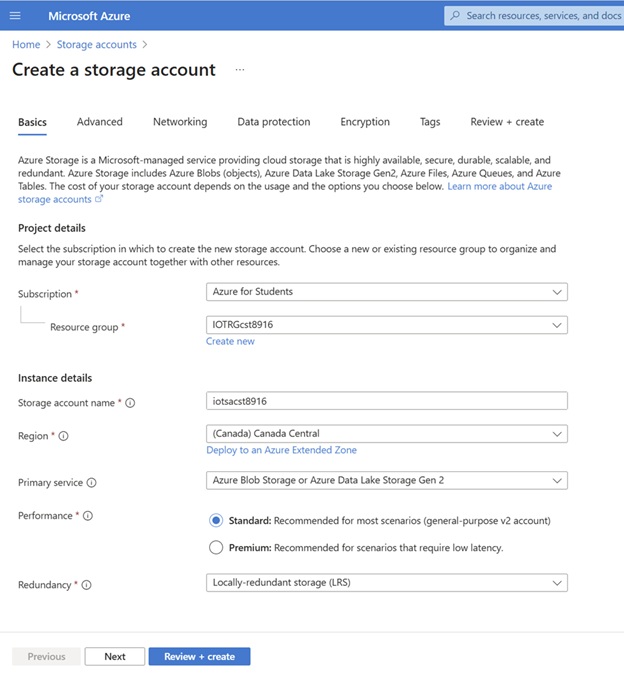 Microsoft Azure
Search resources, services, and docs
Home > Storage accounts >
Create a storage account ...
Basics Advanced Networking Data protection Encryption Tags Review + create
Azure Storage is a Microsoft-managed service providing cloud storage that is highly available, secure, durable, scalable, and
redundant. Azure Storage includes Azure Blobs (objects), Azure Data Lake Storage Gen2, Azure Files, Azure Queues, and Azure
Tables. The cost of your storage account depends on the usage and the options you choose below. Learn more about Azure
storage accounts
Project details
Select the subscription in which to create the new storage account. Choose a new or existing resource group to organize and
manage your storage account together with other resources.
Subscription * Azure for Students
Resource group * IOTRGcst8916
Create new
Instance details
Storage account name * iotsacst8916
Region * (Canada) Canada Central
Deploy to an Azure Extended Zone
Primary service Azure Blob Storage or Azure Data Lake Storage Gen 2
Performance * Standard: Recommended for most scenarios (general-purpose v2 account)
Premium: Recommended for scenarios that require low latency.
Redundancy * Locally-redundant storage (LRS)
Previous Next Review + create